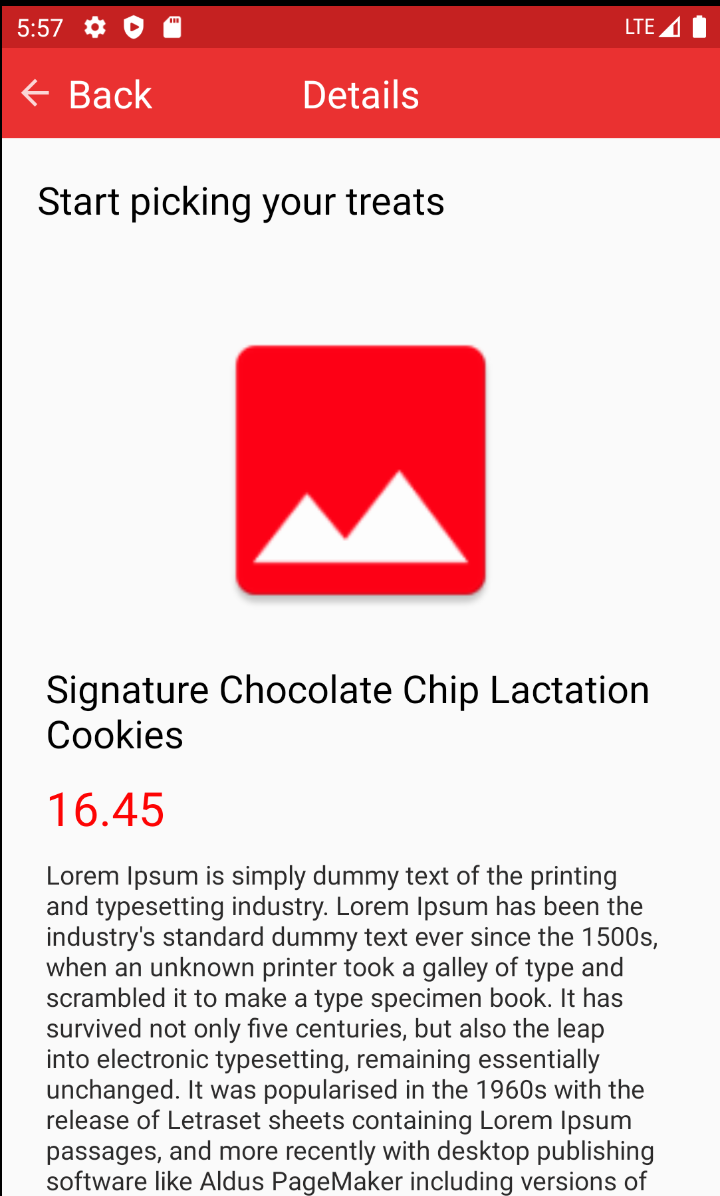 5:57 LTE
Back Details
Start picking your treats
Signature Chocolate Chip Lactation
Cookies
16.45
Lorem Ipsum is simply dummy text of the printing
and typesetting industry. Lorem Ipsum has been the
industry's standard dummy text ever since the 1500s,
when an unknown printer took a galley of type and
scrambled it to make a type specimen book. It has
survived not only five centuries, but also the leap
into electronic typesetting, remaining essentially
unchanged. It was popularised in the 1960s with the
release of Letraset sheets containing Lorem Ipsum
passages, and more recently with desktop publishing
software like Aldus PageMaker including versions of